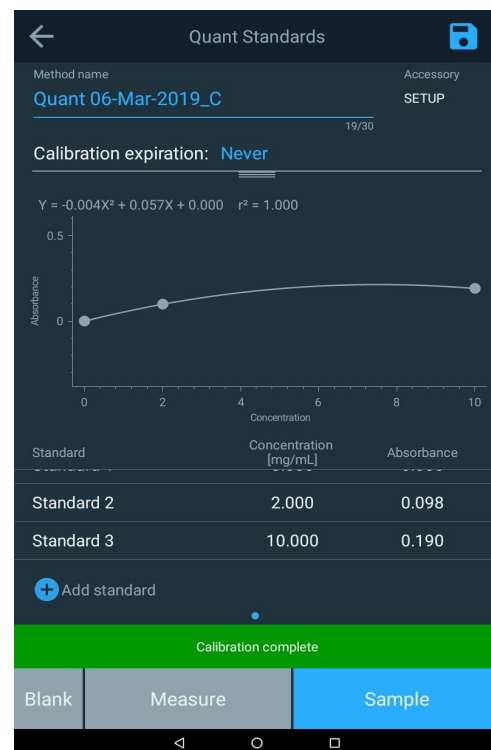 Quant Standards
Method name
Accessory
Quant 06-Mar-2019_C
SETUP
19/30
Calibration expiration: Never
Y = -0.004X² + 0.057X + 0.000 r² = 1.000
0.5
0
Absorbance
0 2 4 6 8 10
Concentration
Standard
Concentration [mg/mL]
Absorbance
Standard 2 2.000 0.098
Standard 3 10.000 0.190
Add standard
Calibration complete
Blank
Measure
Sample